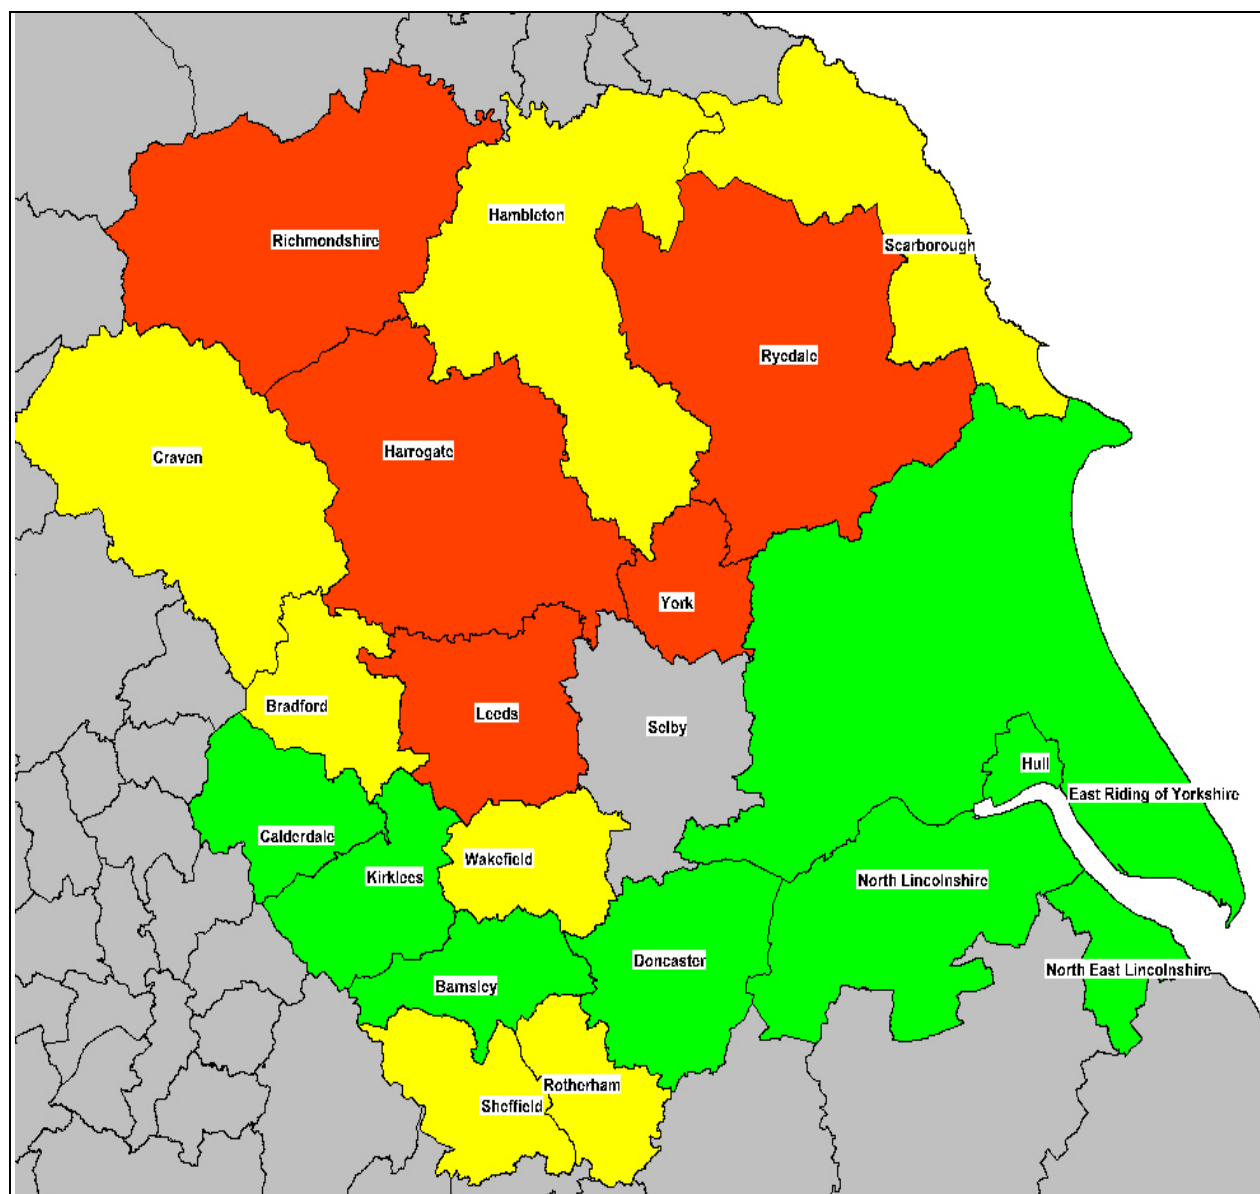 Hambleton
Richmondshire
Scarborough
Ryedale
Harrogate
Craven
York
Bradford
Leeds
Selby
Hull
East Riding of Yorkshire
Calderdale
Wakefield
Kirklees
North Lincolnshire
Doncaster
North East Lincolnshire
Barnsley
Rotherham
Sheffield